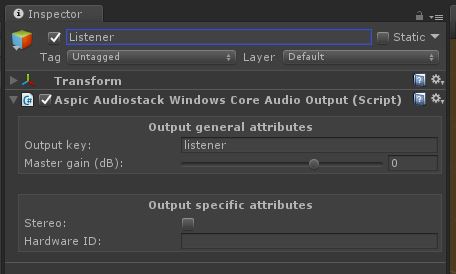 Inspector
Listener
Static
Tag Untagged Layer Default
Transform
Aspic Audiostack Windows Core Audio Output (Script)
Output general attributes
Output key: listener
Master gain (dB): 0
Output specific attributes
Stereo:
Hardware ID: